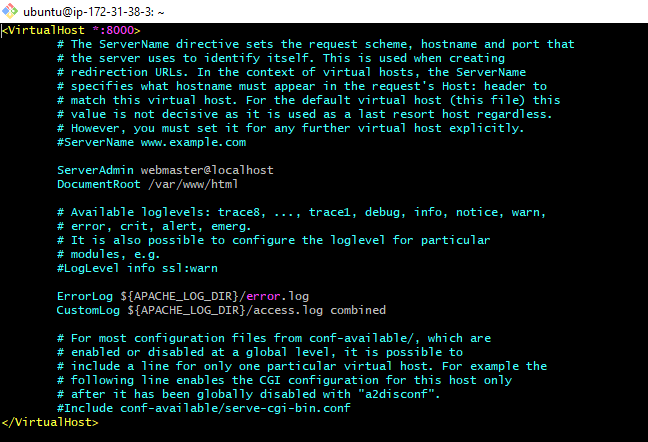 ubuntu@ip-172-31-38-3: ~
<VirtualHost *:8000>
# The ServerName directive sets the request scheme, hostname and port that
# the server uses to identify itself. This is used when creating
# redirection URLs. In the context of virtual hosts, the ServerName
# specifies what hostname must appear in the request's Host: header to
# match this virtual host. For the default virtual host (this file) this
# value is not decisive as it is used as a last resort host regardless.
# However, you must set it for any further virtual host explicitly.
#ServerName www.example.com
ServerAdmin webmaster@localhost
DocumentRoot /var/www/html
# Available loglevels: trace8, ..., trace1, debug, info, notice, warn,
# error, crit, alert, emerg.
# It is also possible to configure the loglevel for particular
# modules, e.g.
#LogLevel info ssl:warn
ErrorLog ${APACHE_LOG_DIR}/error.log
CustomLog ${APACHE_LOG_DIR}/access.log combined
# For most configuration files from conf-available/, which are
# enabled or disabled at a global level, it is possible to
# include a line for only one particular virtual host. For example the
# following line enables the CGI configuration for this host only
# after it has been globally disabled with "a2disconf".
#Include conf-available/serve-cgi-bin.conf
</VirtualHost>